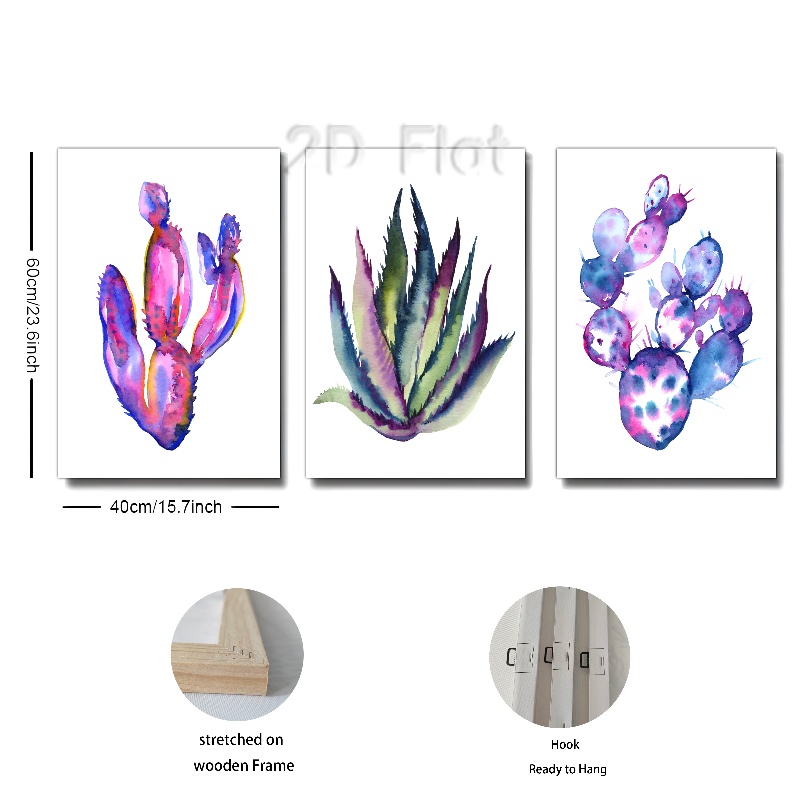 2D Flat
60cm/23.6inch
40cm/15.7inch
stretched on
wooden Frame
Hook
Ready to Hang